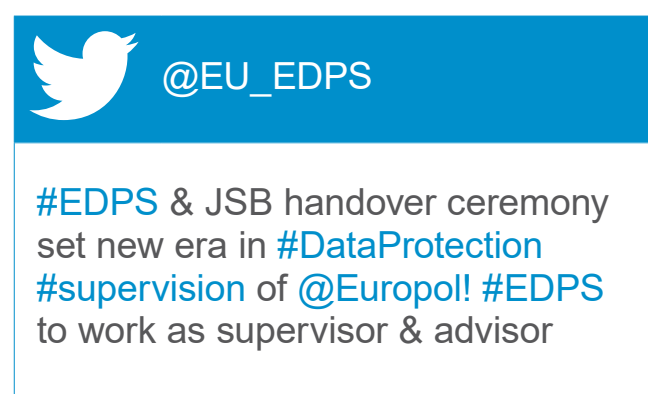 @EU_EDPS
#EDPS & JSB handover ceremony
set new era in #DataProtection
#supervision of @Europol! #EDPS
to work as supervisor & advisor